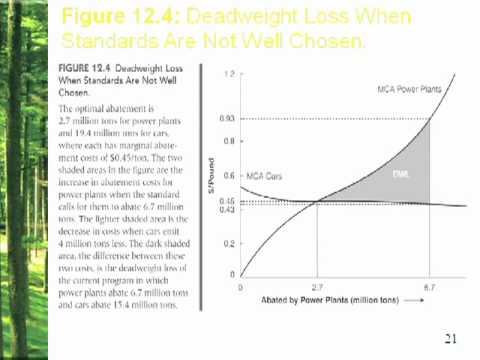 Figure 12.4: Deadweight Loss When
Standards Are Not Well Chosen.
FIGURE 12.4 Deadweight Loss
When Standards Are Not Well
Chosen.
The optimal abatement is
2.7 million tons for power plants
and 19.4 million tons for cars,
where each has marginal abate-
ment costs of $0.45/ton. The two
shaded areas in the figure are the
increase in abatement costs for
power plants when the standard
calls for them to abate 6.7 million
tons. The lighter shaded area is the
decrease in costs when cars emit
4 million tons less. The dark shaded
area, the difference between these
two costs, is the deadweight loss of
the current program in which
power plants abate 6.7 million tons
and cars abate 15.4 million tons.
$/Pound
1.2
0.93
0.8
0.6
0.45
0.43
0.2
0
MCA Power Plants
MCA Cars
DWL
0
2.7
6.7
Abated by Power Plants (million tons)
21